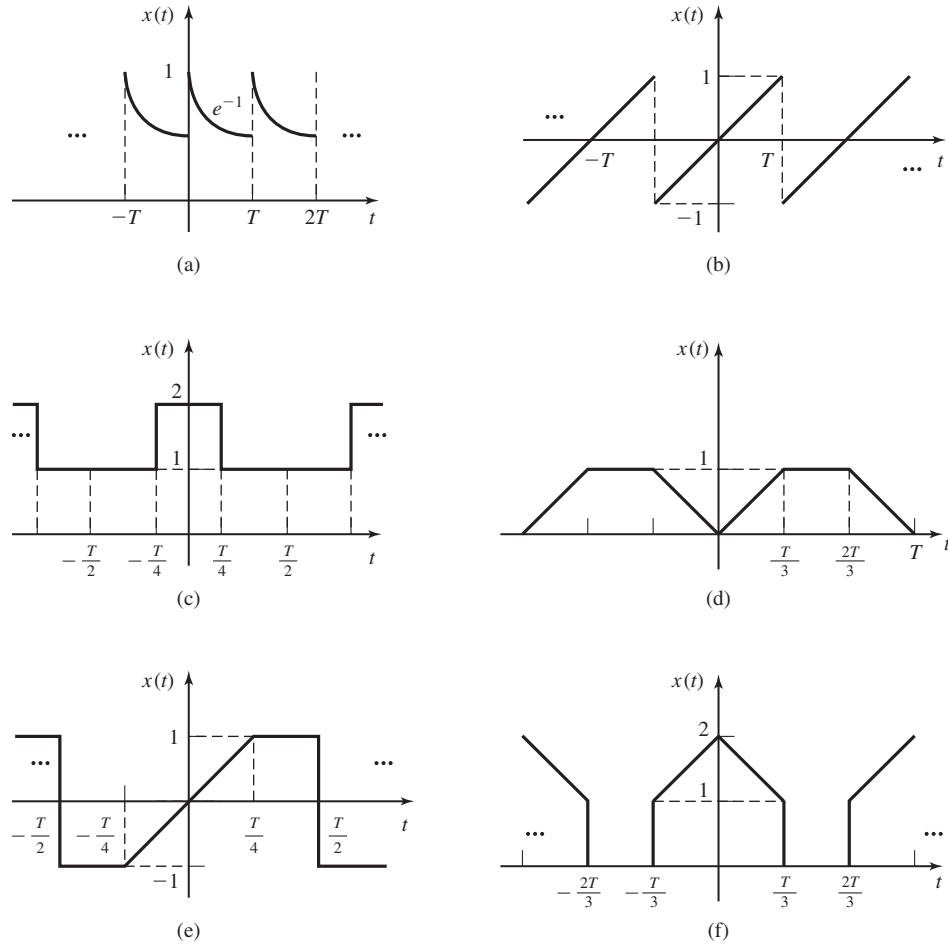 x(t)
1
e⁻¹
...
...
−T
T
2T
t
(a)
x(t)
1
...
−T
T
t
...
−1
(b)
x(t)
2
...
...
1
−T/2
−T/4
T/4
T/2
t
(c)
x(t)
1
T/3
2T/3
T
t
(d)
x(t)
1
...
...
−T/2
−T/4
T/4
T/2
t
−1
(e)
x(t)
2
1
...
...
−2T/3
−T/3
T/3
2T/3
t
(f)